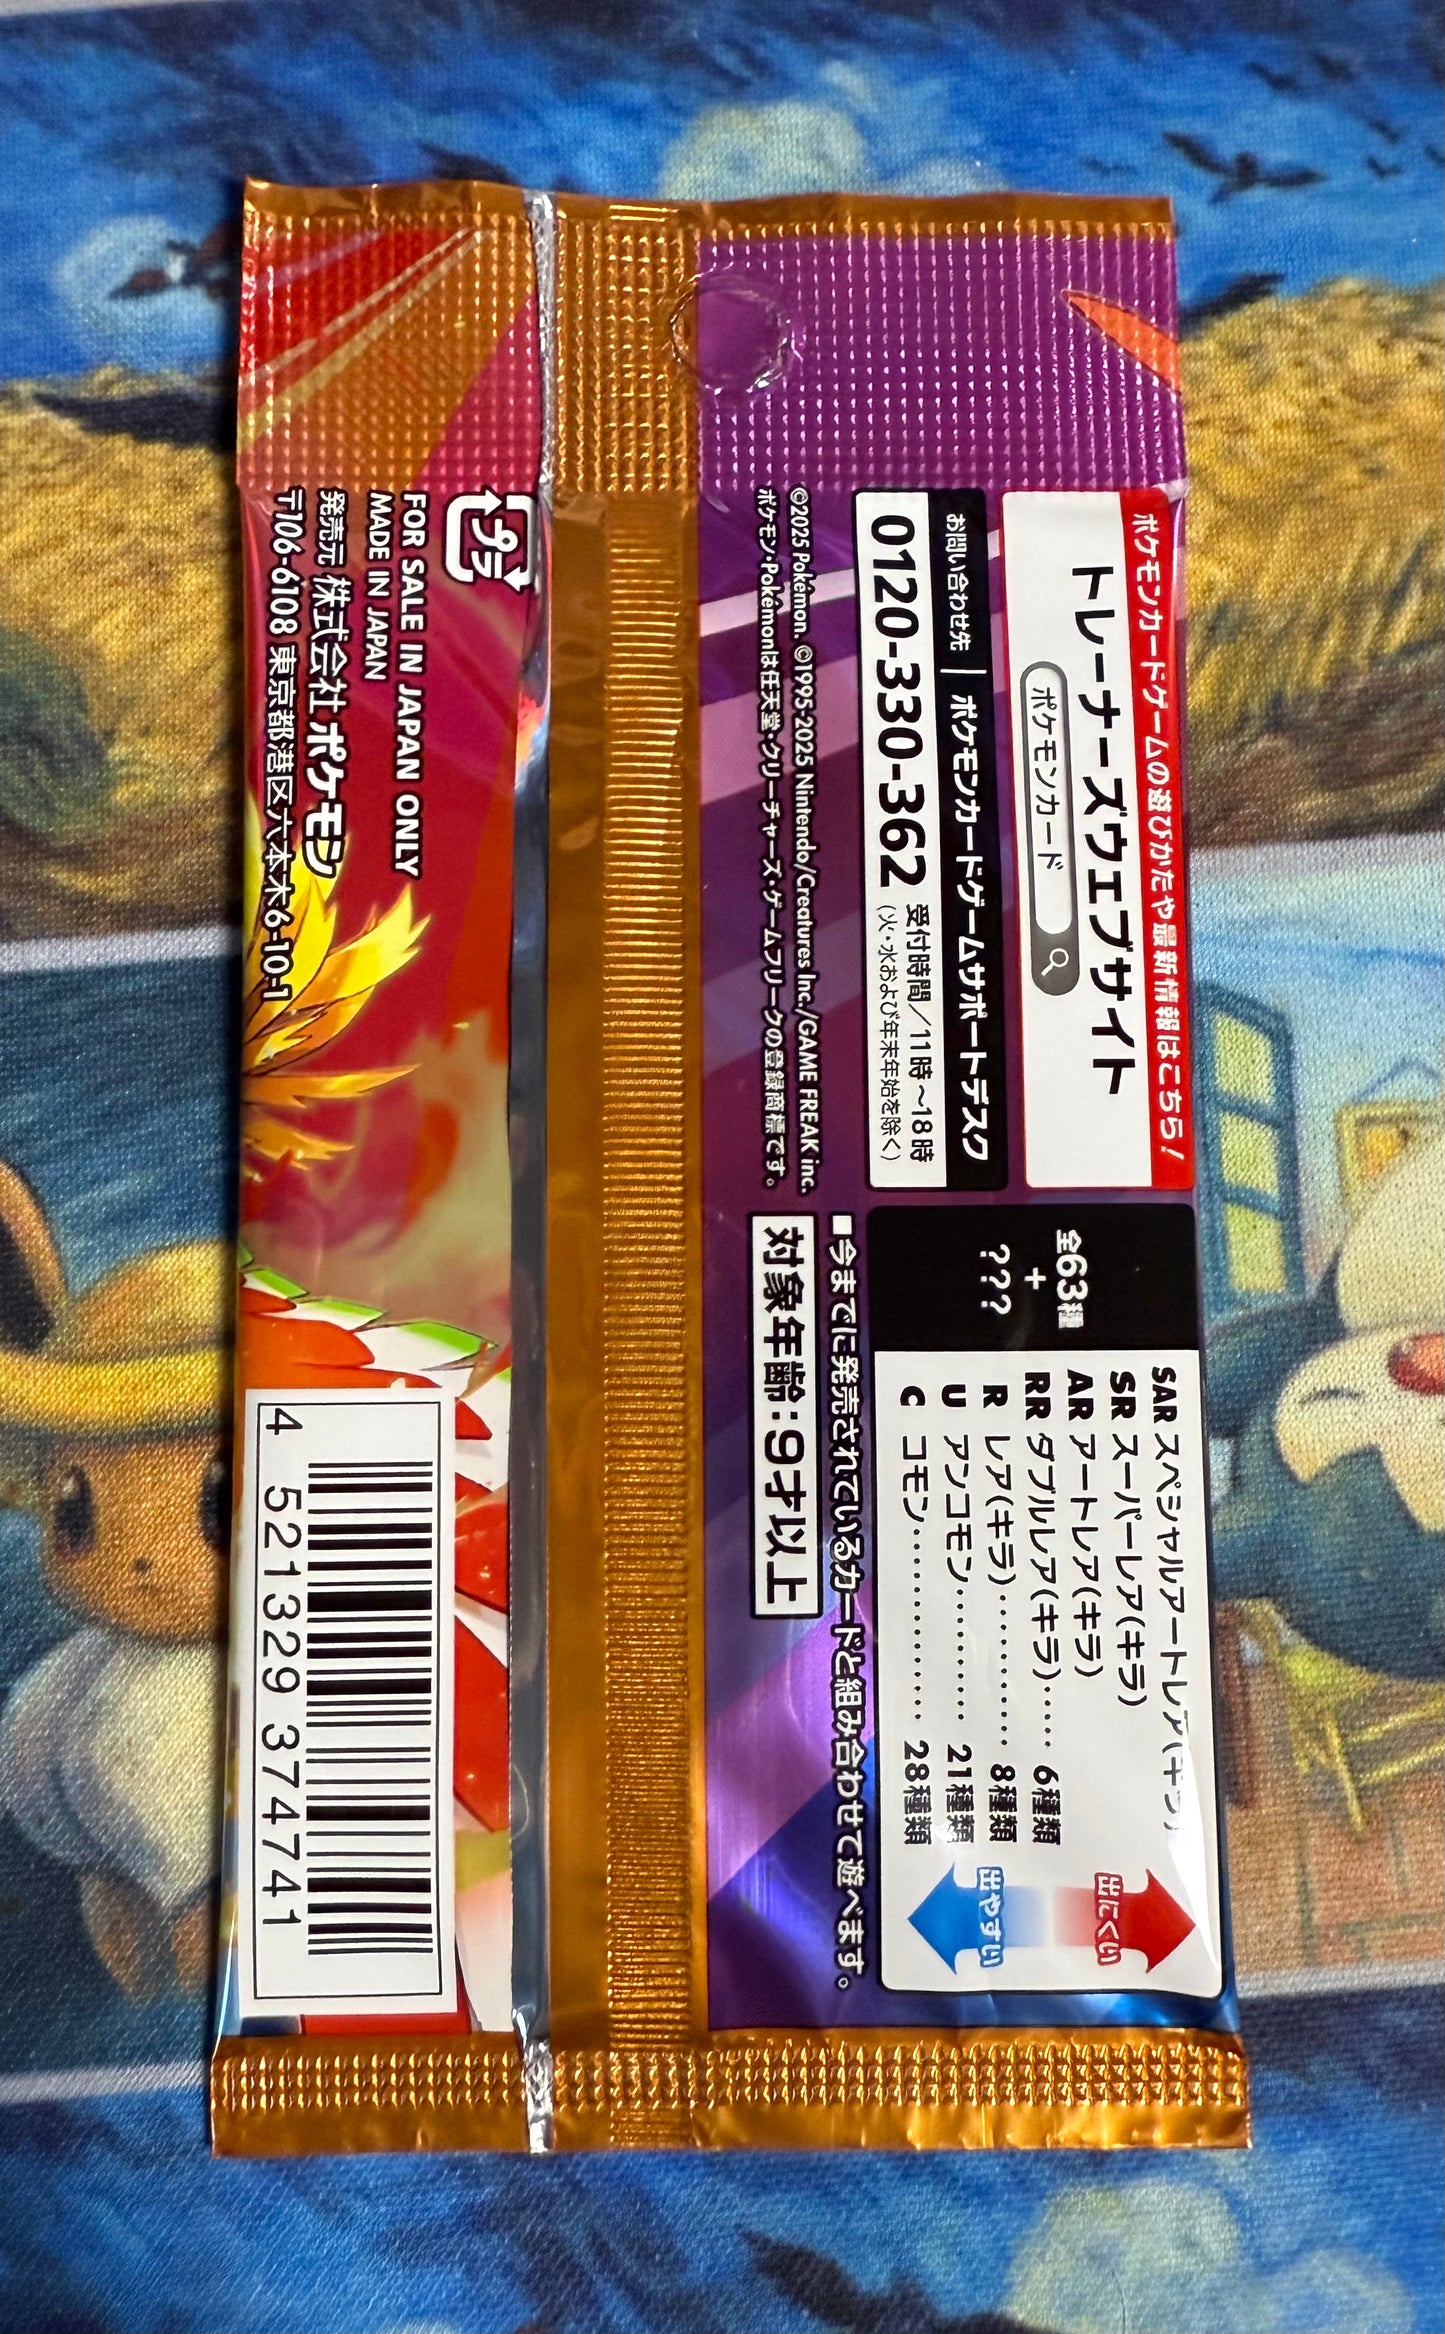 ポケモンカードゲームの遊びかたや最新情報はこちら!
トレーナーズウェブサイト
ポケモンカード
お問い合わせ先 | ポケモンカードゲームサポートデスク
0120-330-362 受付時間/11時~18時
(火・水および年末年始を除く)
©2025 Pokémon. ©1995-2025 Nintendo/Creatures Inc./GAME FREAK inc.
ポケモン・Pokémonは任天堂・クリーチャーズ・ゲームフリークの登録商標です。
全63種
+
???
SAR スペシャルアートレア(キラ)
SR スーパーレア(キラ)
AR アートレア(キラ)
RR ダブルレア(キラ)‥‥ 6種類
R レア(キラ)‥‥‥‥‥ 8種類
U アンコモン‥‥‥‥‥ 21種類
C コモン‥‥‥‥‥‥‥ 28種類
出にくい
出やすい
■今までに発売されているカードと組み合わせて遊べます。
対象年齢:9才以上
プラ
FOR SALE IN JAPAN ONLY
MADE IN JAPAN
発売元 株式会社ポケモン
〒106-6108 東京都港区六本木6-10-1
4 521329 374741